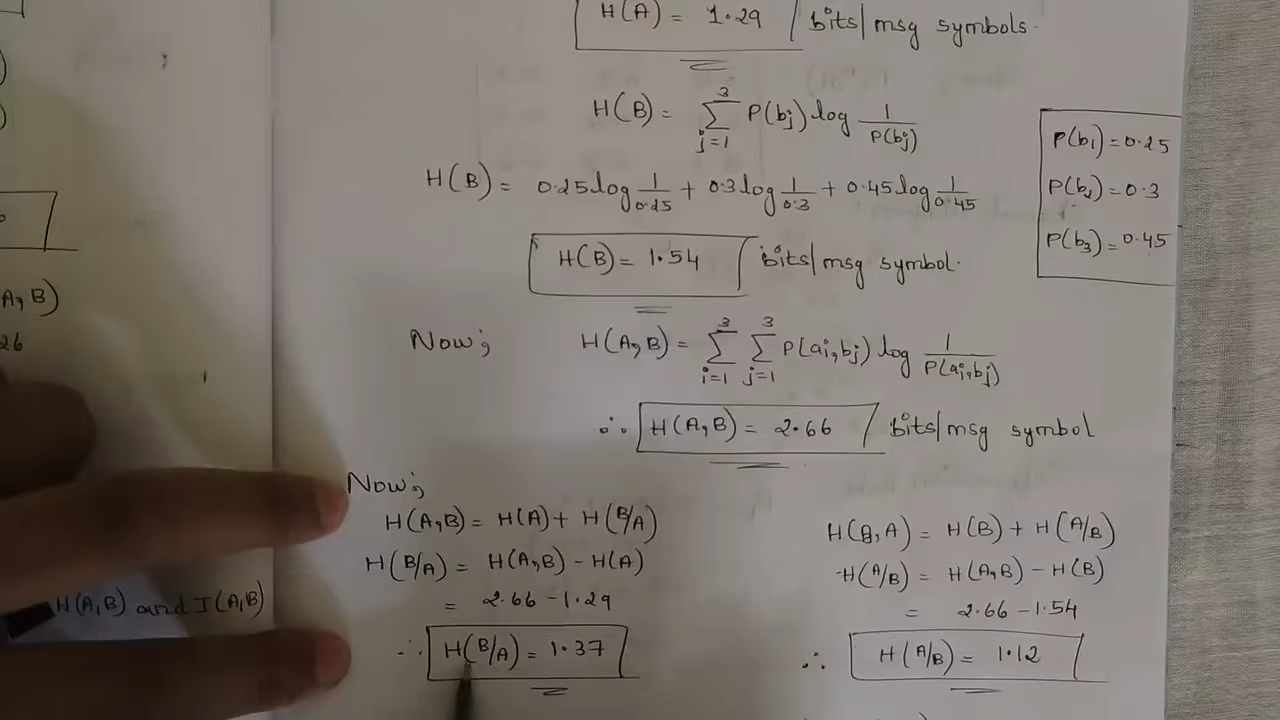 H(A) = 1.29 bits/msg symbols.
H(B) = 3 Σ j=1 P(bj) log 1/P(bj)
P(b1) = 0.25
P(b2) = 0.3
P(b3) = 0.45
H(B) = 0.25 log 1/0.25 + 0.3 log 1/0.3 + 0.45 log 1/0.45
H(B) = 1.54 bits/msg symbol.
A, B)
26
Now; H(A,B) = 3 Σ i=1 3 Σ j=1 P(ai,bj) log 1/P(ai,bj)
∴ H(A,B) = 2.66 bits/msg symbol
Now;
H(A,B) = H(A) + H(B/A)
H(B/A) = H(A,B) - H(A)
= 2.66 - 1.29
∴ H(B/A) = 1.37
H(B,A) = H(B) + H(A/B)
H(A/B) = H(A,B) - H(B)
= 2.66 - 1.54
∴ H(A/B) = 1.12
H(A,B) and I(A,B)